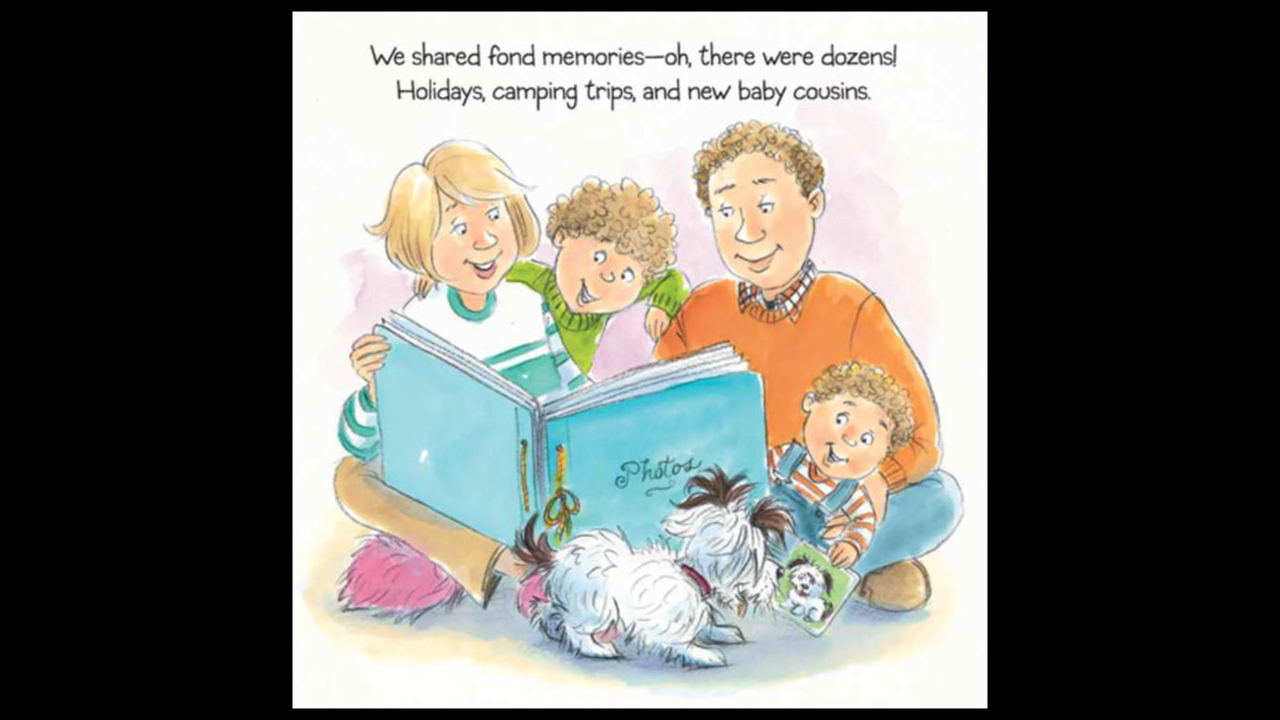 We shared fond memories—oh, there were dozens!
Holidays, camping trips, and new baby cousins.
Photos